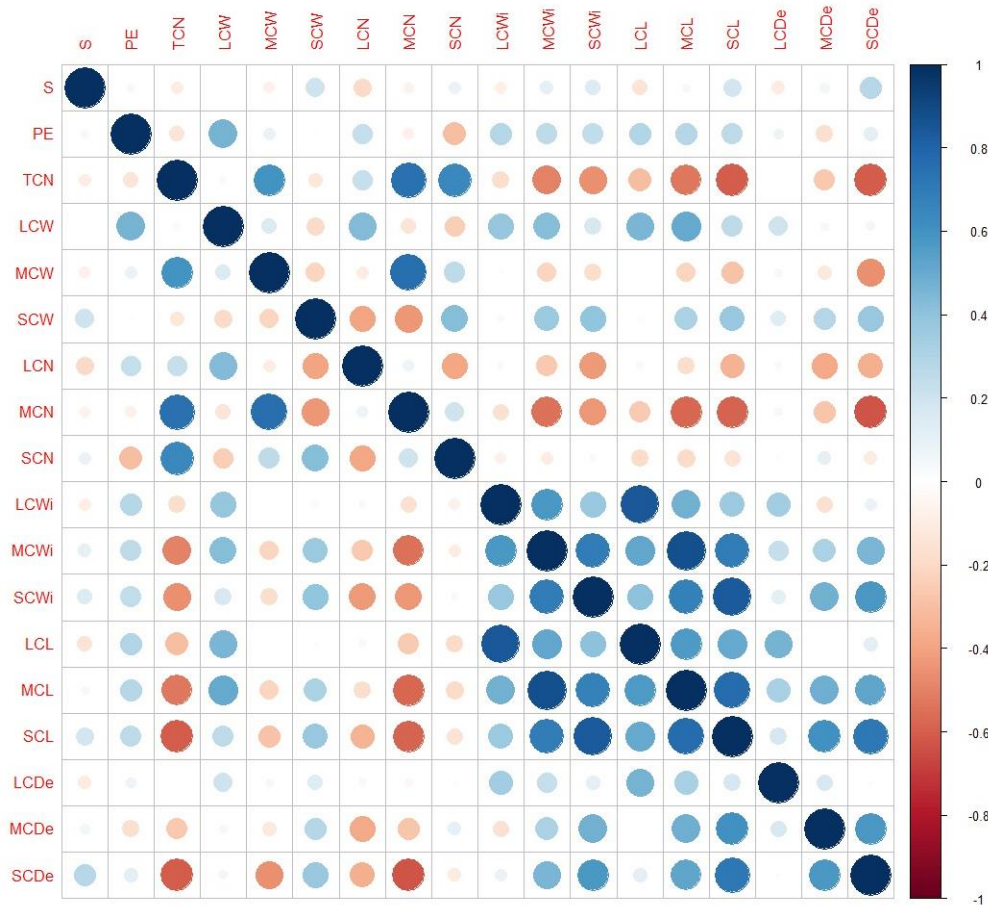 S PE TCN LCW MCW SCW LCN MCN SCN LCWi MCWi SCWi LCL MCL SCL LCDe MCDe SCDe
S
PE
TCN
LCW
MCW
SCW
LCN
MCN
SCN
LCWi
MCWi
SCWi
LCL
MCL
SCL
LCDe
MCDe
SCDe
1
0.8
0.6
0.4
0.2
0
-0.2
-0.4
-0.6
-0.8
-1